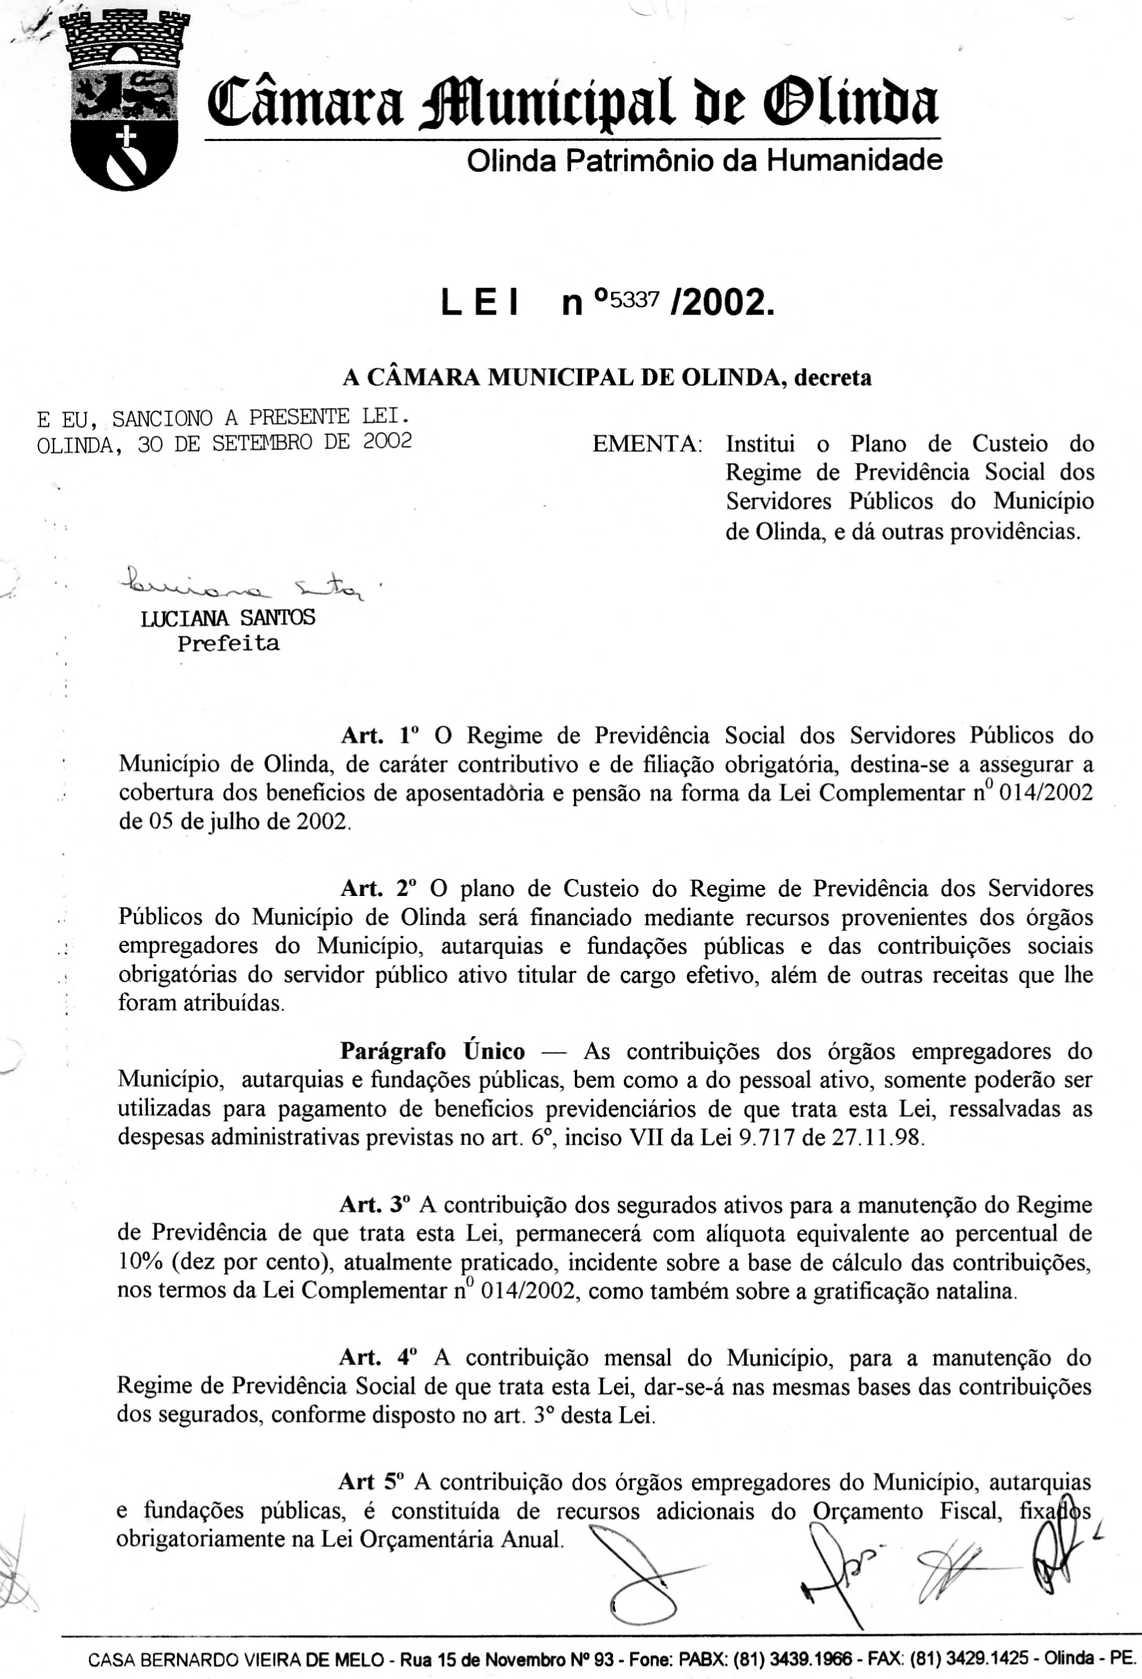 Câmara Municipal de Olinda
Olinda Patrimônio da Humanidade
LEI nº5337 /2002.
A CÂMARA MUNICIPAL DE OLINDA, decreta
E EU, SANCIONO A PRESENTE LEI.
OLINDA, 30 DE SETEMBRO DE 2002
EMENTA: Institui o Plano de Custeio do
Regime de Previdência Social dos
Servidores Públicos do Município
de Olinda, e dá outras providências.
LUCIANA SANTOS
Prefeita
Art. 1º O Regime de Previdência Social dos Servidores Públicos do
Município de Olinda, de caráter contributivo e de filiação obrigatória, destina-se a assegurar a
cobertura dos benefícios de aposentadoria e pensão na forma da Lei Complementar n⁰ 014/2002
de 05 de julho de 2002.
Art. 2º O plano de Custeio do Regime de Previdência dos Servidores
Públicos do Município de Olinda será financiado mediante recursos provenientes dos órgãos
empregadores do Município, autarquias e fundações públicas e das contribuições sociais
obrigatórias do servidor público ativo titular de cargo efetivo, além de outras receitas que lhe
foram atribuídas.
Parágrafo Único — As contribuições dos órgãos empregadores do
Município, autarquias e fundações públicas, bem como a do pessoal ativo, somente poderão ser
utilizadas para pagamento de benefícios previdenciários de que trata esta Lei, ressalvadas as
despesas administrativas previstas no art. 6º, inciso VII da Lei 9.717 de 27.11.98.
Art. 3º A contribuição dos segurados ativos para a manutenção do Regime
de Previdência de que trata esta Lei, permanecerá com alíquota equivalente ao percentual de
10% (dez por cento), atualmente praticado, incidente sobre a base de cálculo das contribuições,
nos termos da Lei Complementar n⁰ 014/2002, como também sobre a gratificação natalina.
Art. 4º A contribuição mensal do Município, para a manutenção do
Regime de Previdência Social de que trata esta Lei, dar-se-á nas mesmas bases das contribuições
dos segurados, conforme disposto no art. 3º desta Lei.
Art 5º A contribuição dos órgãos empregadores do Município, autarquias
e fundações públicas, é constituída de recursos adicionais do Orçamento Fiscal, fixados
obrigatoriamente na Lei Orçamentária Anual.
CASA BERNARDO VIEIRA DE MELO - Rua 15 de Novembro Nº 93 - Fone: PABX: (81) 3439.1966 - FAX: (81) 3429.1425 - Olinda - PE.